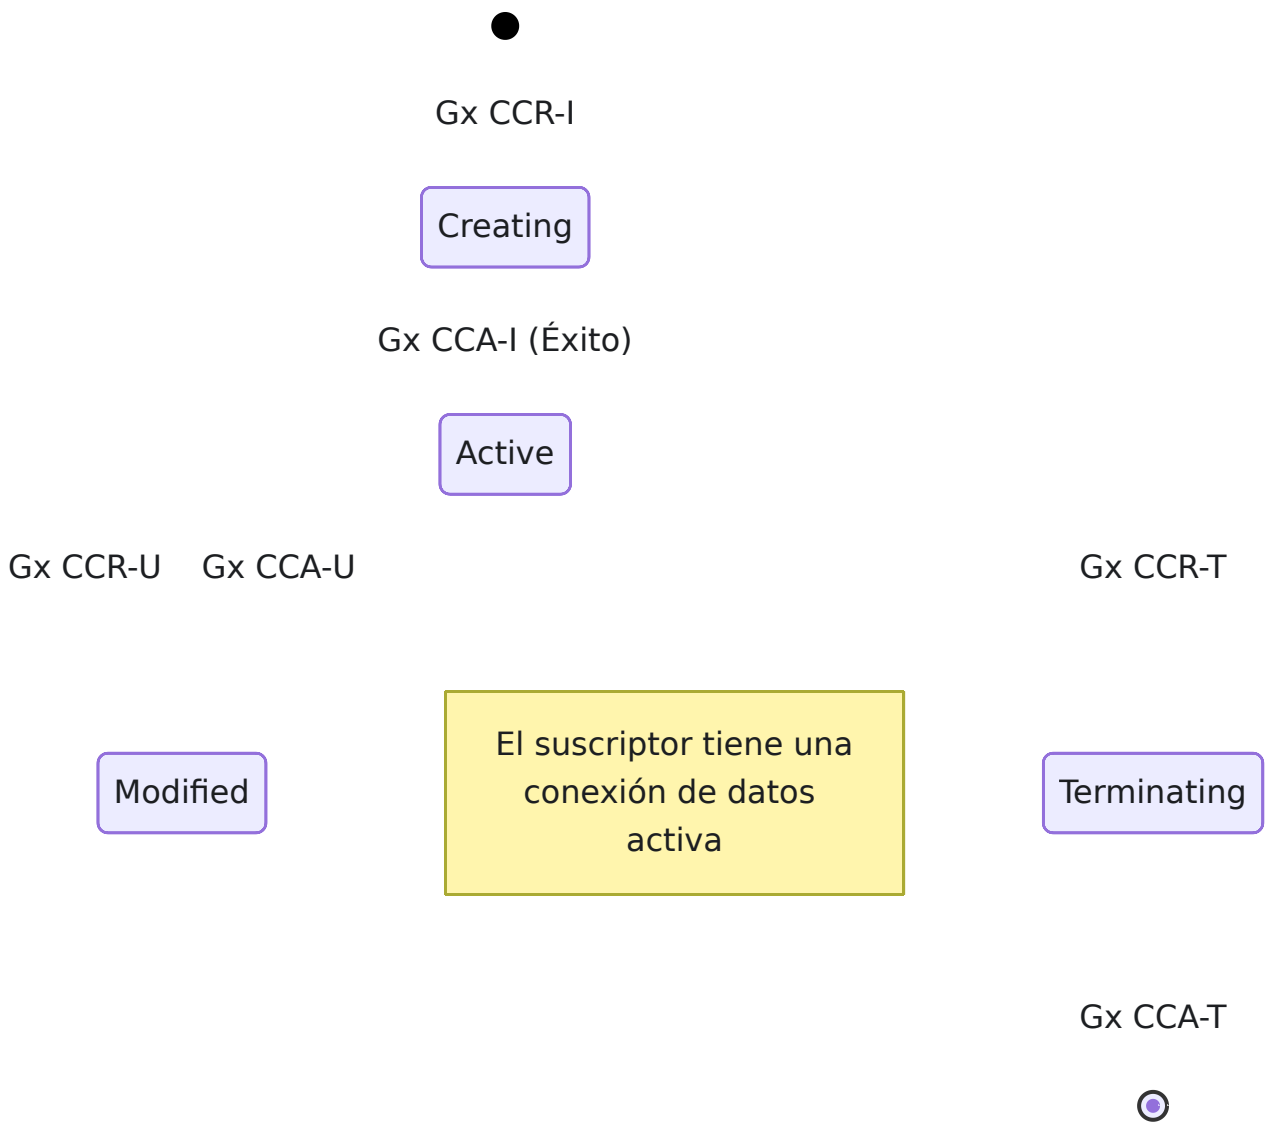 Gx CCR-I
Creating
Gx CCA-I (Éxito)
Active
Gx CCR-U
Gx CCA-U
Gx CCR-T
Modified
El suscriptor tiene una
conexión de datos
activa
Terminating
Gx CCA-T